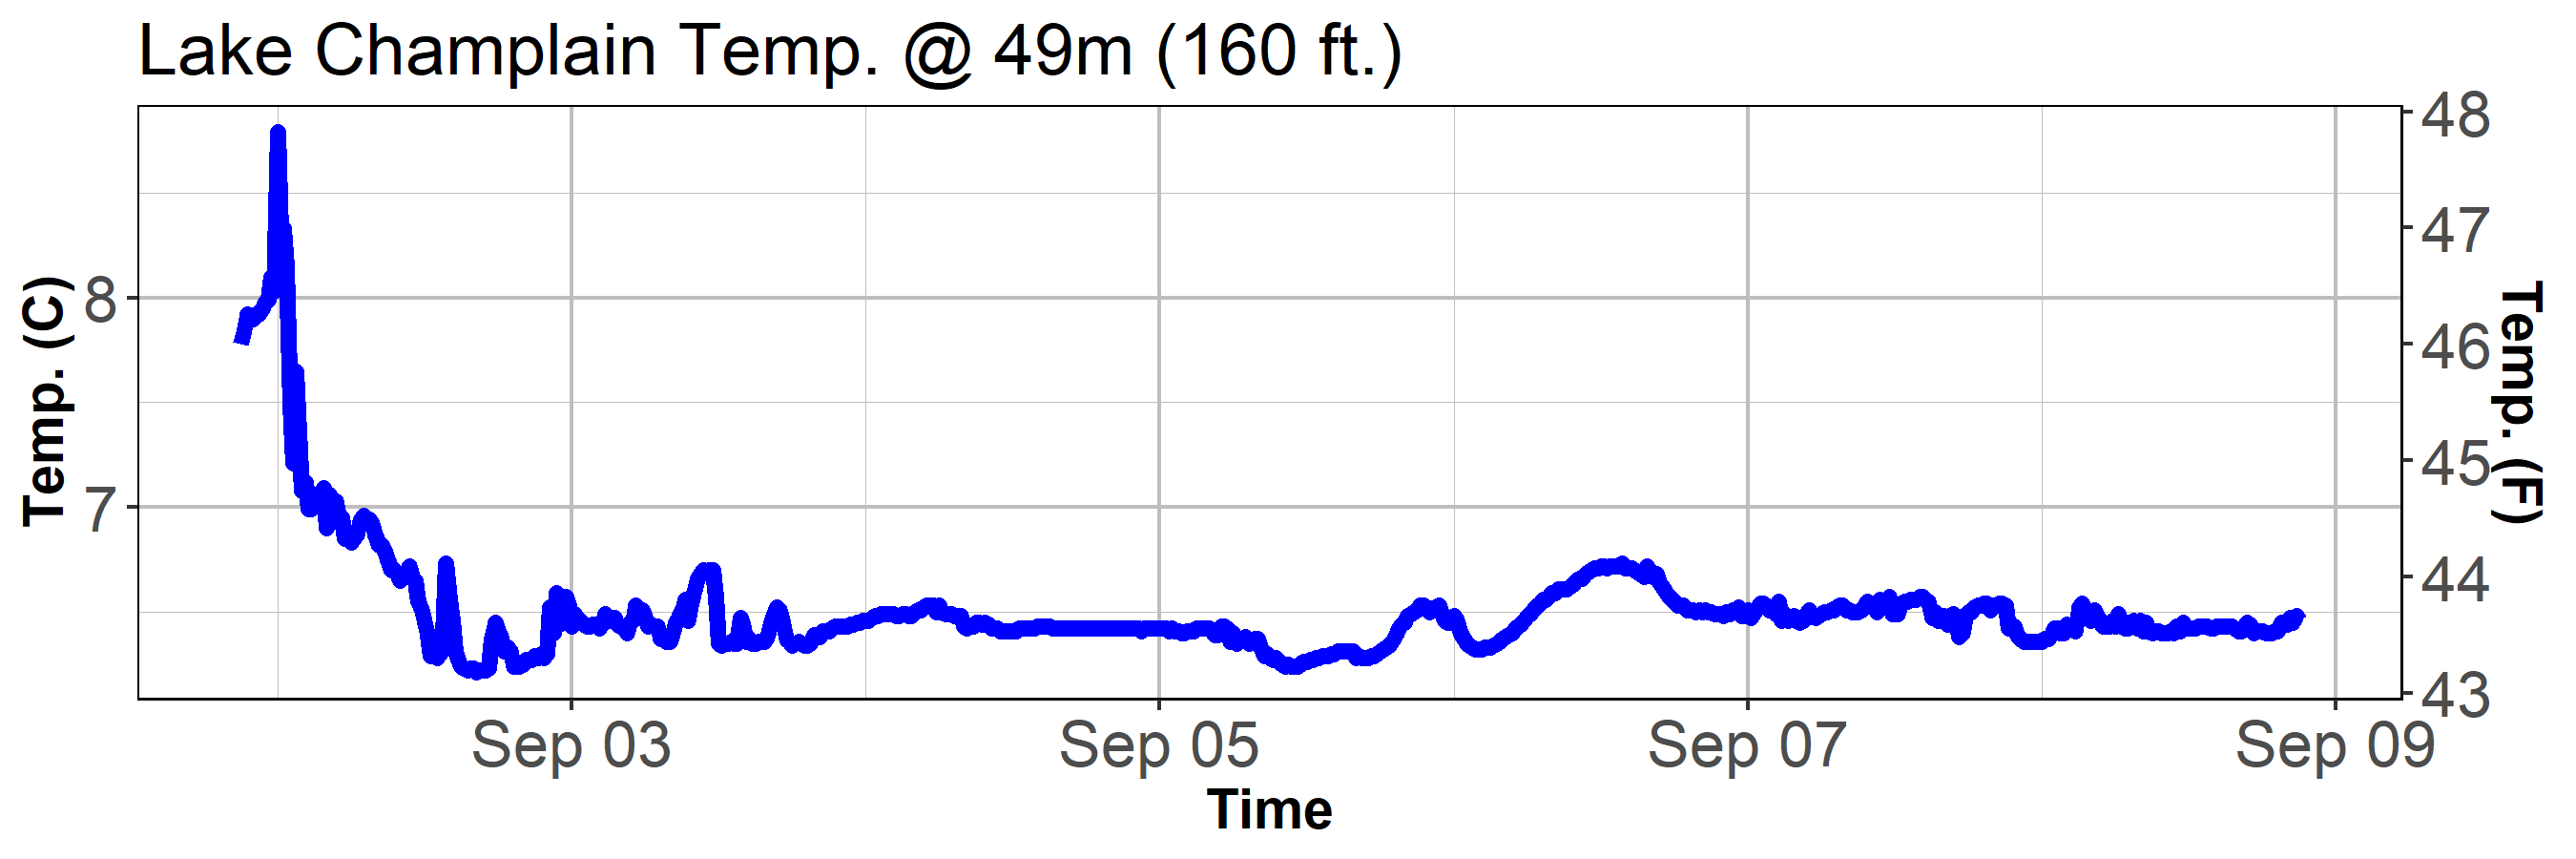 Lake Champlain Temp. @ 49m (160 ft.)
Temp. (C)
8
7
48
47
46
45
44
43
Temp. (F)
Sep 03 Sep 05 Sep 07 Sep 09
Time